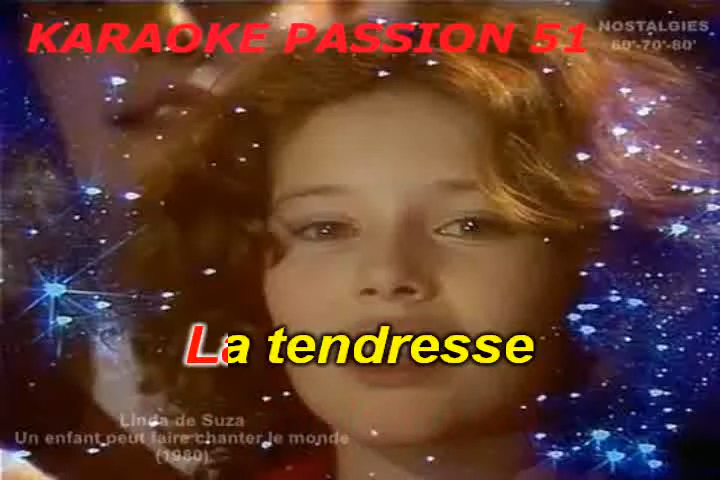 KARAOKE PASSION 51
NOSTALGIES
60'-70'-80'
La tendresse
Linda de Suza
Un enfant peut faire chanter le monde
(1980)